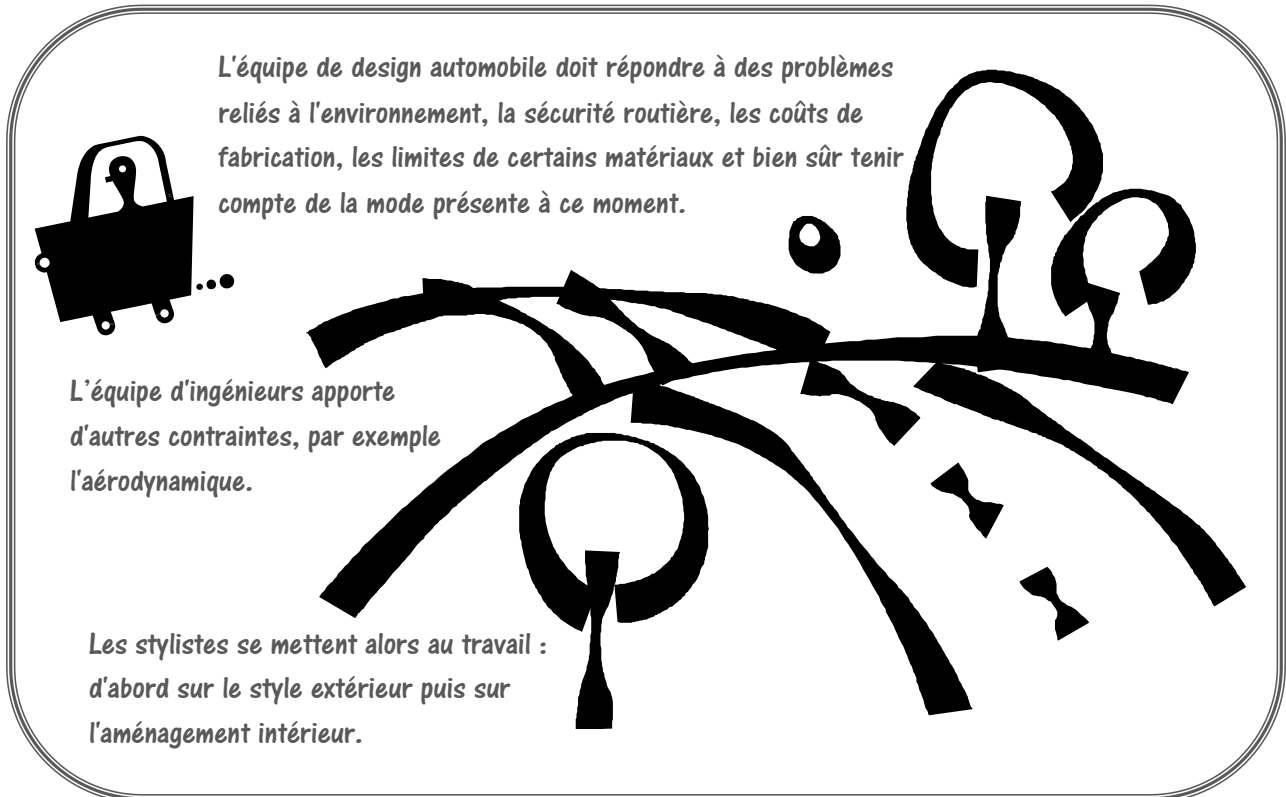 L'équipe de design automobile doit répondre à des problèmes
reliés à l'environnement, la sécurité routière, les coûts de
fabrication, les limites de certains matériaux et bien sûr tenir
compte de la mode présente à ce moment.
L’équipe d'ingénieurs apporte
d'autres contraintes, par exemple
l'aérodynamique.
Les stylistes se mettent alors au travail :
d'abord sur le style extérieur puis sur
l'aménagement intérieur.